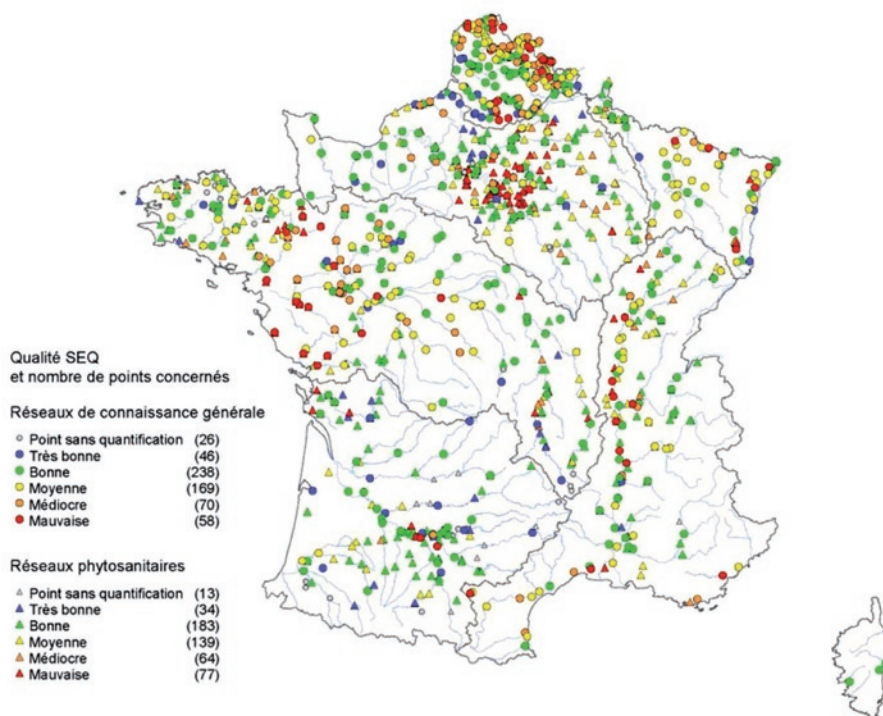 Qualité SEQ
et nombre de points concernés
Réseaux de connaissance générale
Point sans quantification (26)
Très bonne (46)
Bonne (238)
Moyenne (169)
Médiocre (70)
Mauvaise (58)
Réseaux phytosanitaires
Point sans quantification (13)
Très bonne (34)
Bonne (183)
Moyenne (139)
Médiocre (64)
Mauvaise (77)